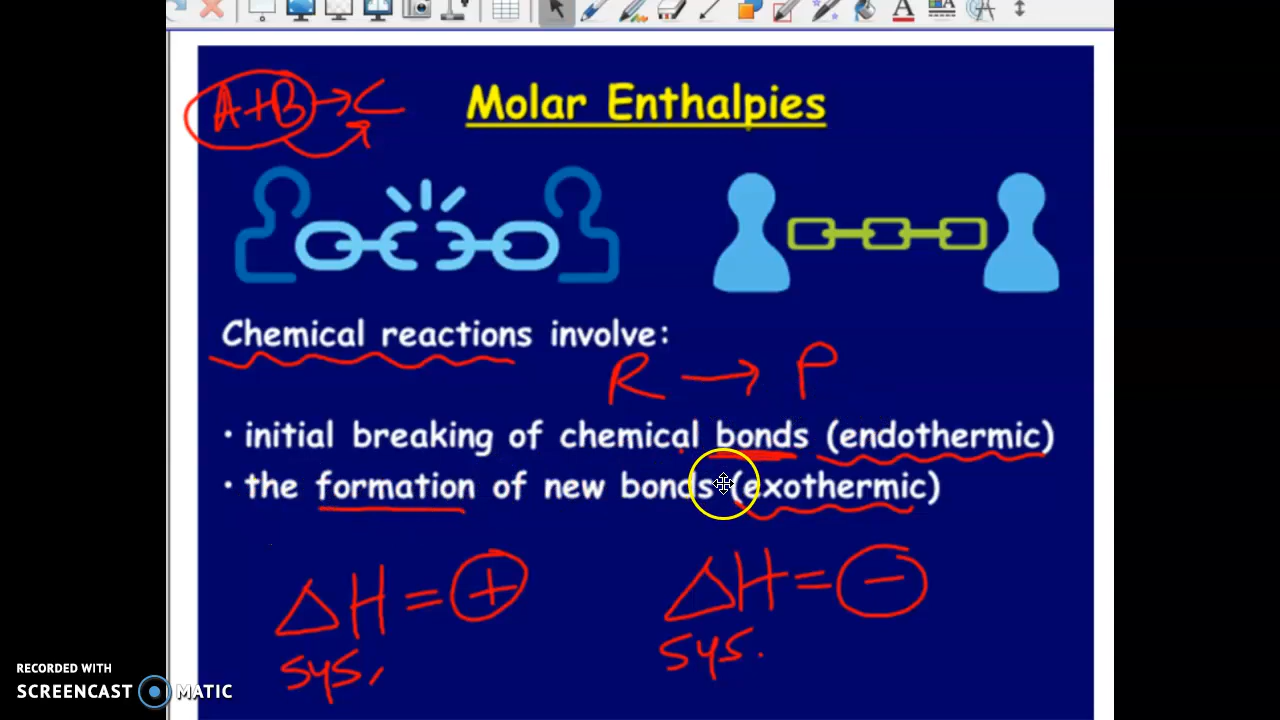 A+B→C
Molar Enthalpies
Chemical reactions involve:
R → P
· initial breaking of chemical bonds (endothermic)
· the formation of new bonds (exothermic)
ΔH = + ΔH = −
sys, sys.
RECORDED WITH
SCREENCAST MATIC